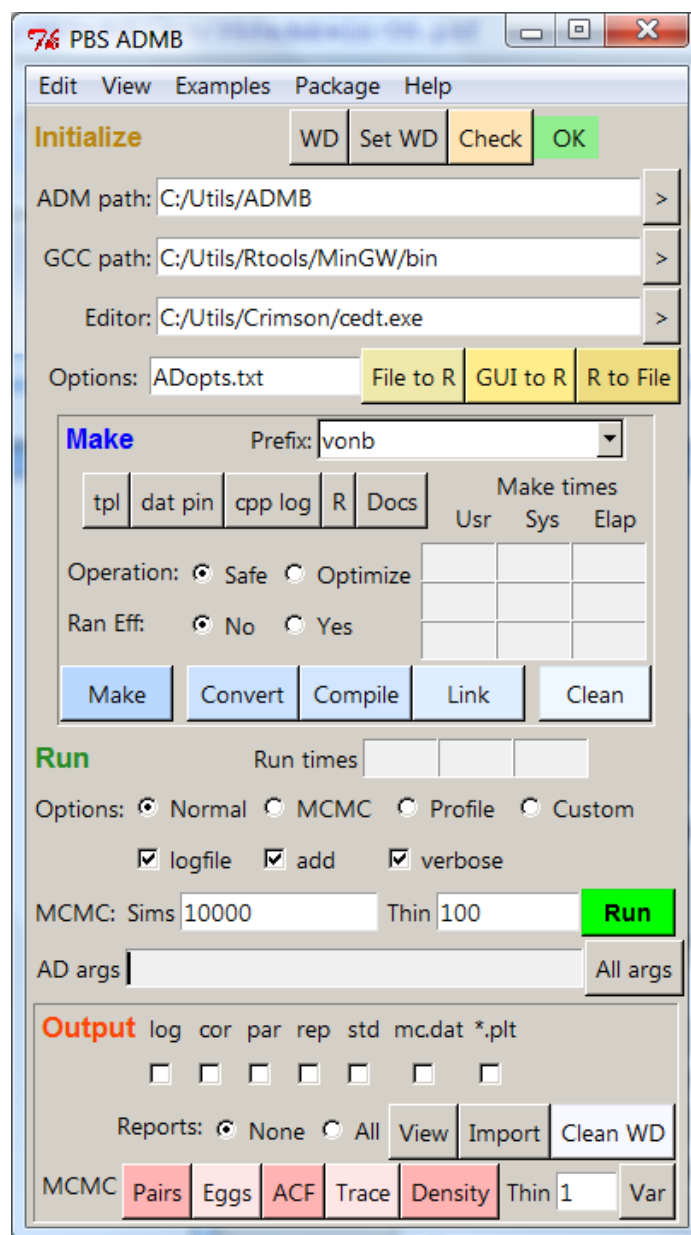 PBS ADMB
Edit View Examples Package Help
Initialize WD Set WD Check OK
ADM path: C:/Utils/ADMB >
GCC path: C:/Utils/Rtools/MinGW/bin >
Editor: C:/Utils/Crimson/cedt.exe >
Options: ADopts.txt File to R GUI to R R to File
Make Prefix: vonb
tpl dat pin cpp log R Docs Make times
Usr Sys Elap
Operation: Safe Optimize
Ran Eff: No Yes
Make Convert Compile Link Clean
Run Run times
Options: Normal MCMC Profile Custom
logfile add verbose
MCMC: Sims 10000 Thin 100 Run
AD args All args
Output log cor par rep std mc.dat *.plt
Reports: None All View Import Clean WD
MCMC Pairs Eggs ACF Trace Density Thin 1 Var